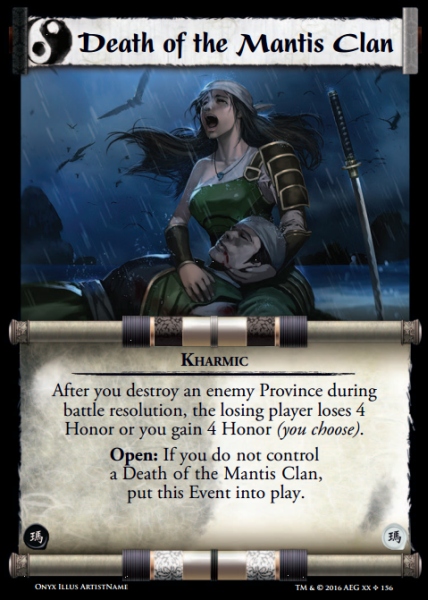 Death of the Mantis Clan
KHARMIC
After you destroy an enemy Province during
battle resolution, the losing player loses 4
Honor or you gain 4 Honor (you choose).
Open: If you do not control
a Death of the Mantis Clan,
put this Event into play.
瑪 瑪
ONYX ILLUS ARTISTNAME TM & © 2016 AEG XX ✧ 156